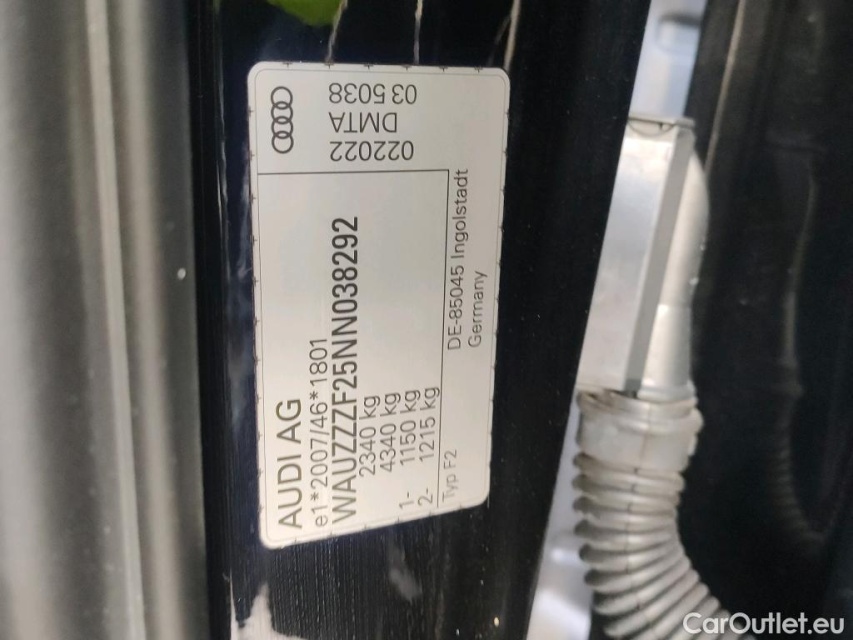 AUDI AG
e1*2007/46*1801
WAUZZZF25NN038292
2340 kg
4340 kg
1- 1150 kg
2- 1215 kg
Typ F2
DE-85045 Ingolstadt
Germany
022022
DMTA
03 5038
CarOutlet.eu